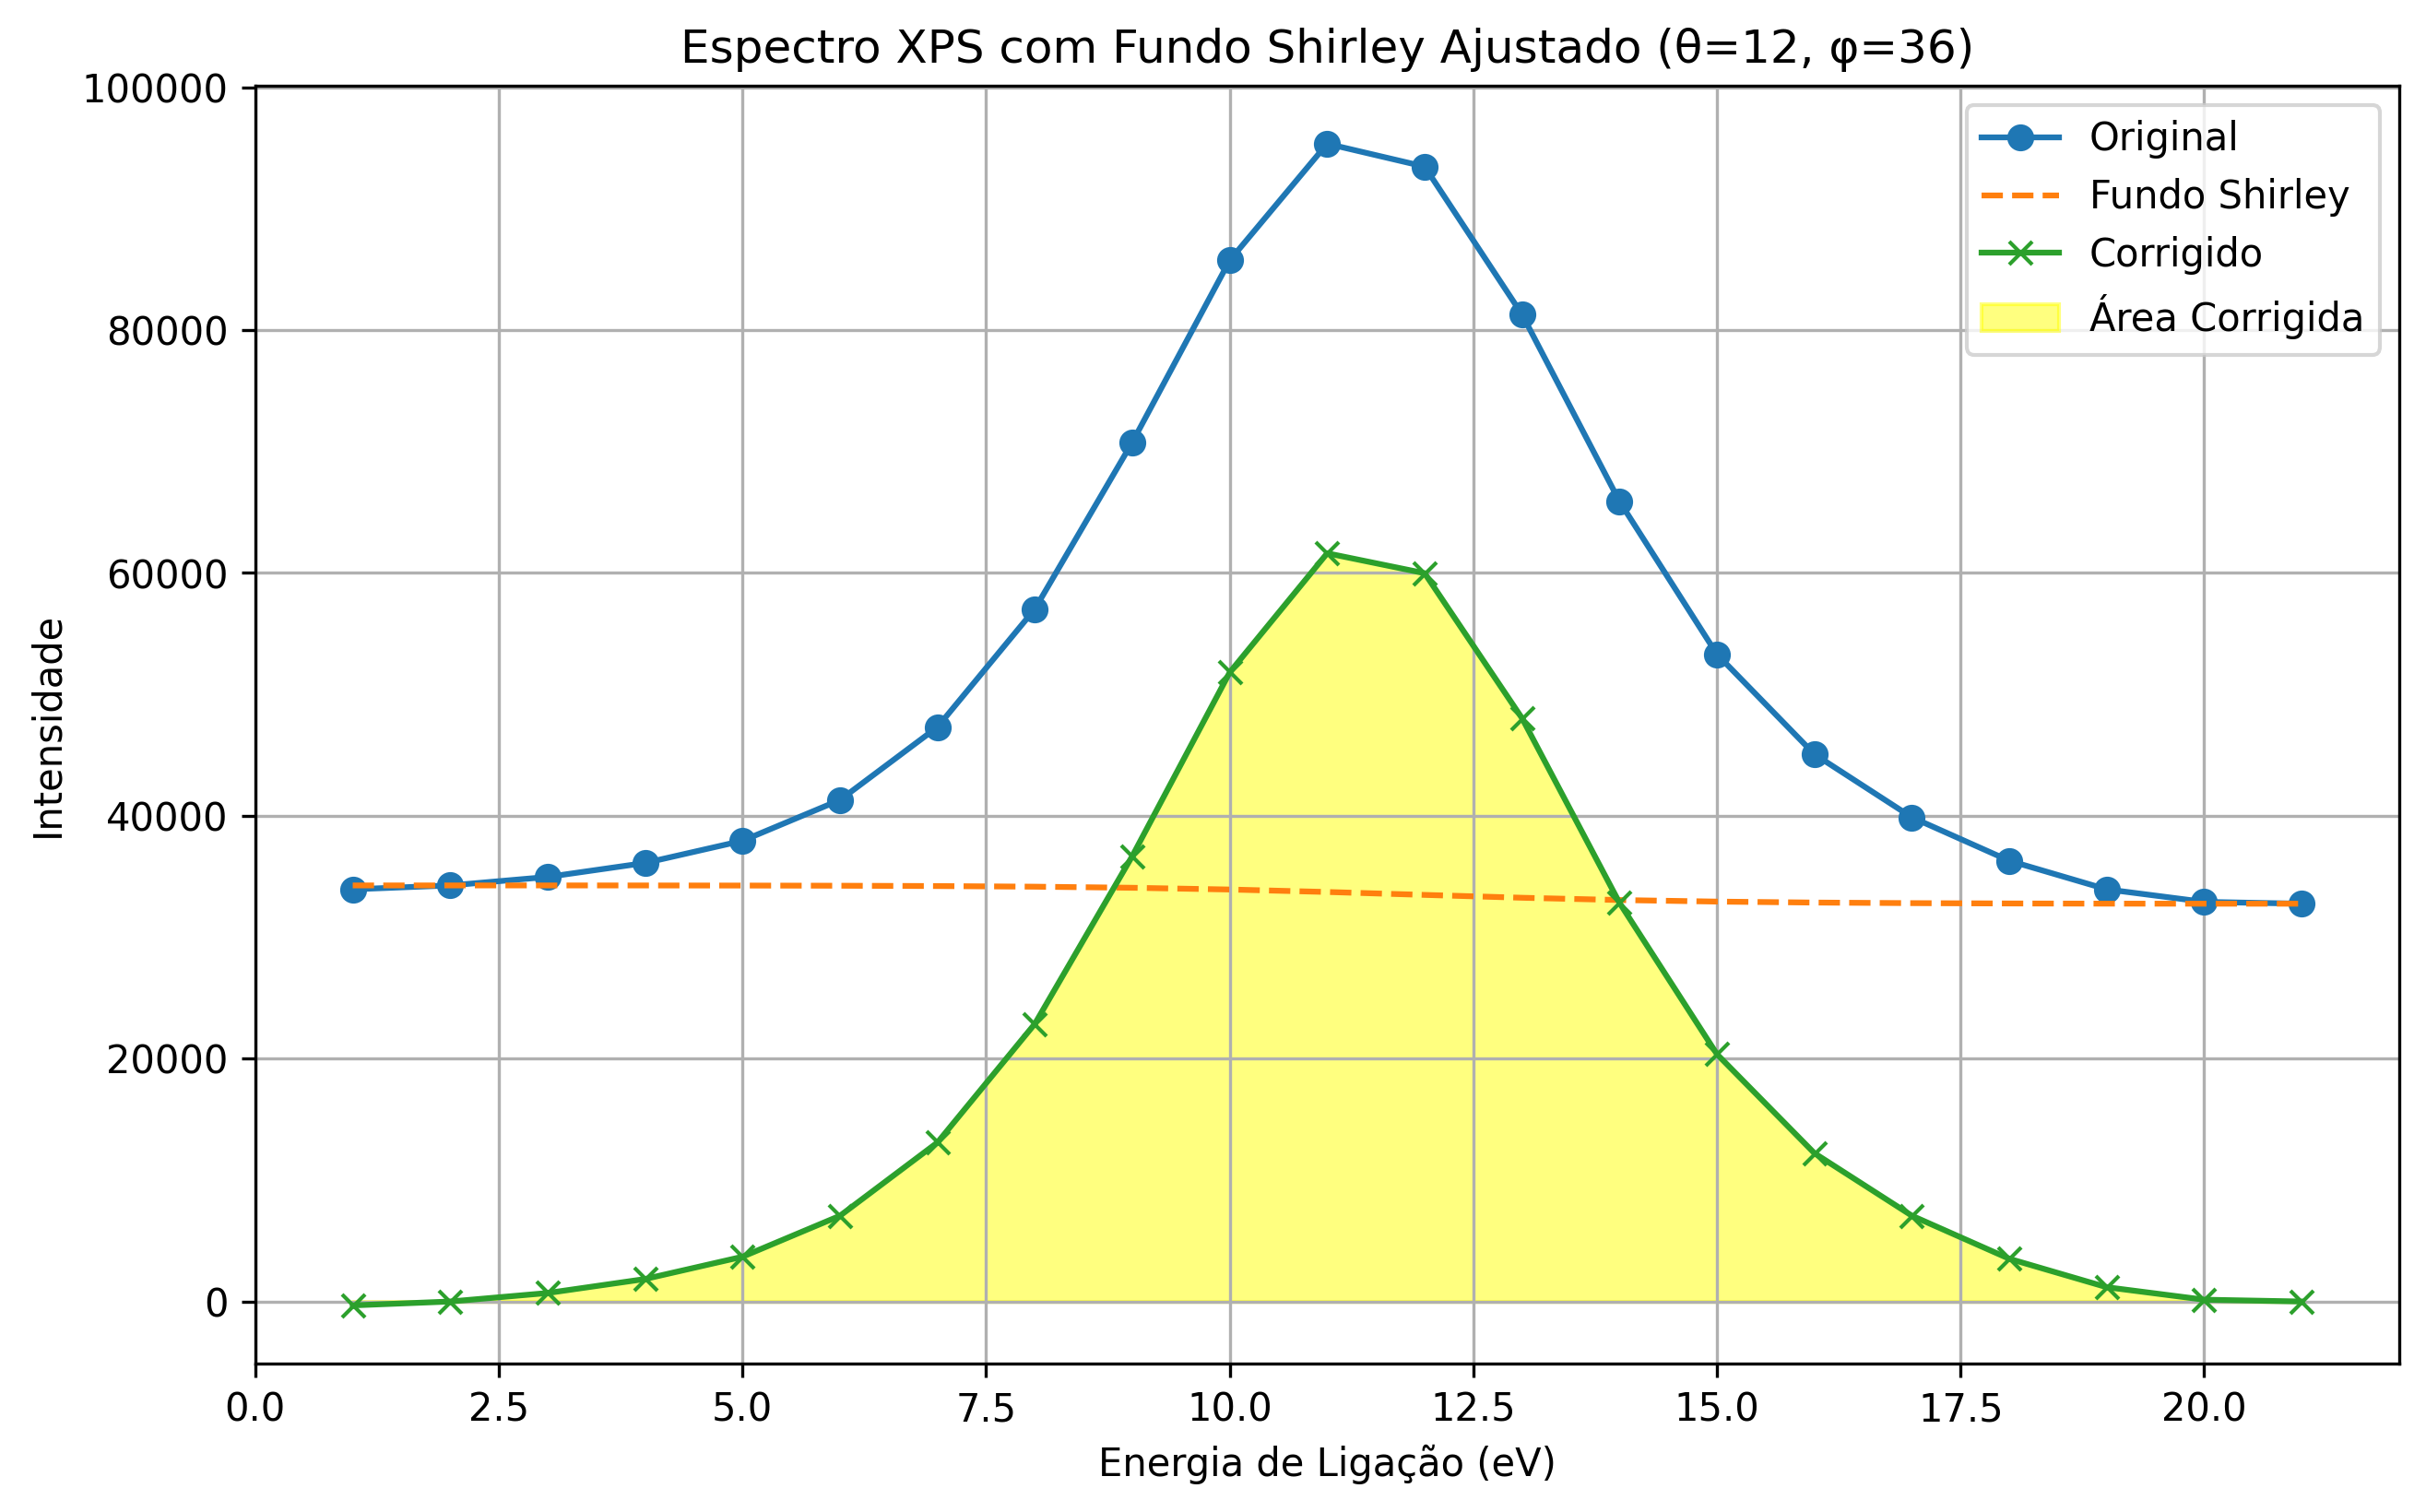 Espectro XPS com Fundo Shirley Ajustado (θ=12, φ=36)
100000
80000
60000
40000
20000
0
Intensidade
Original
Fundo Shirley
Corrigido
Área Corrigida
0.0 2.5 5.0 7.5 10.0 12.5 15.0 17.5 20.0
Energia de Ligação (eV)